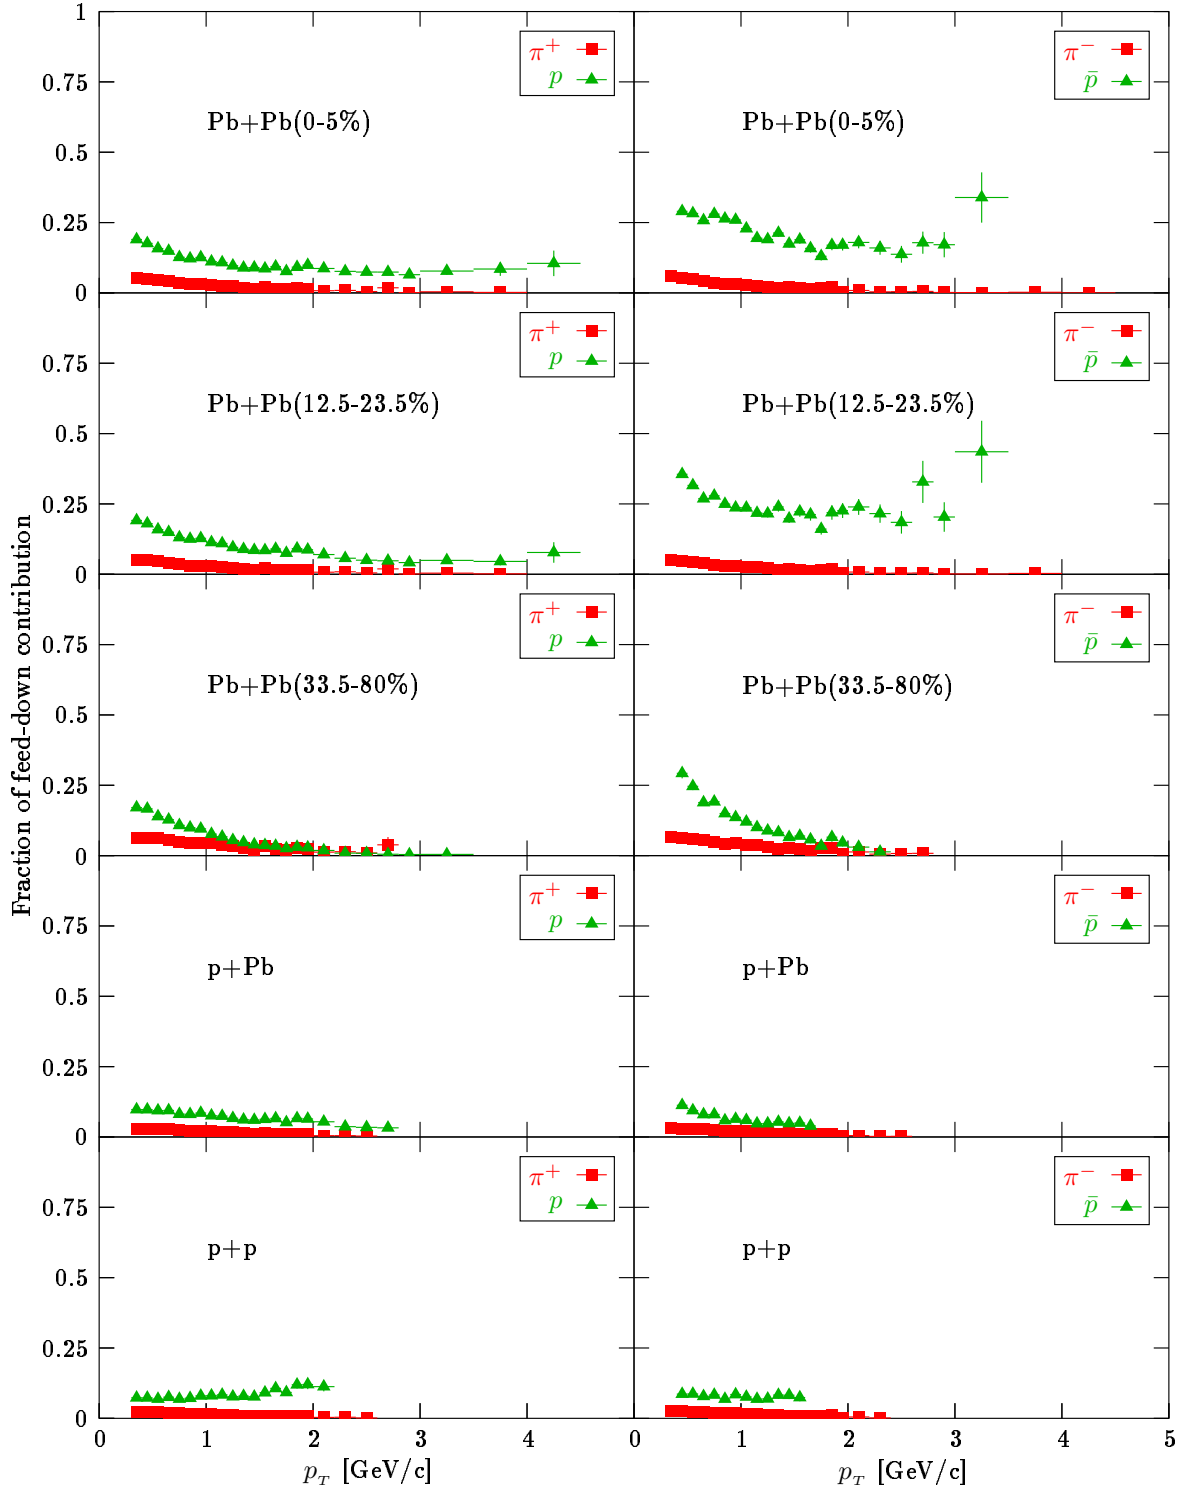 1
π+
p
π−
p̄
0.75
Pb+Pb(0-5%)
Pb+Pb(0-5%)
0.5
0.25
0
π+
p
π−
p̄
0.75
Pb+Pb(12.5-23.5%)
Pb+Pb(12.5-23.5%)
0.5
0.25
0
π+
p
π−
p̄
0.75
Pb+Pb(33.5-80%)
Pb+Pb(33.5-80%)
0.5
0.25
0
Fraction of feed-down contribution
π+
p
π−
p̄
0.75
p+Pb
p+Pb
0.5
0.25
0
π+
p
π−
p̄
0.75
p+p
p+p
0.5
0.25
0
0 1 2 3 4 1 2 3 4 5
pT [GeV/c]
pT [GeV/c]